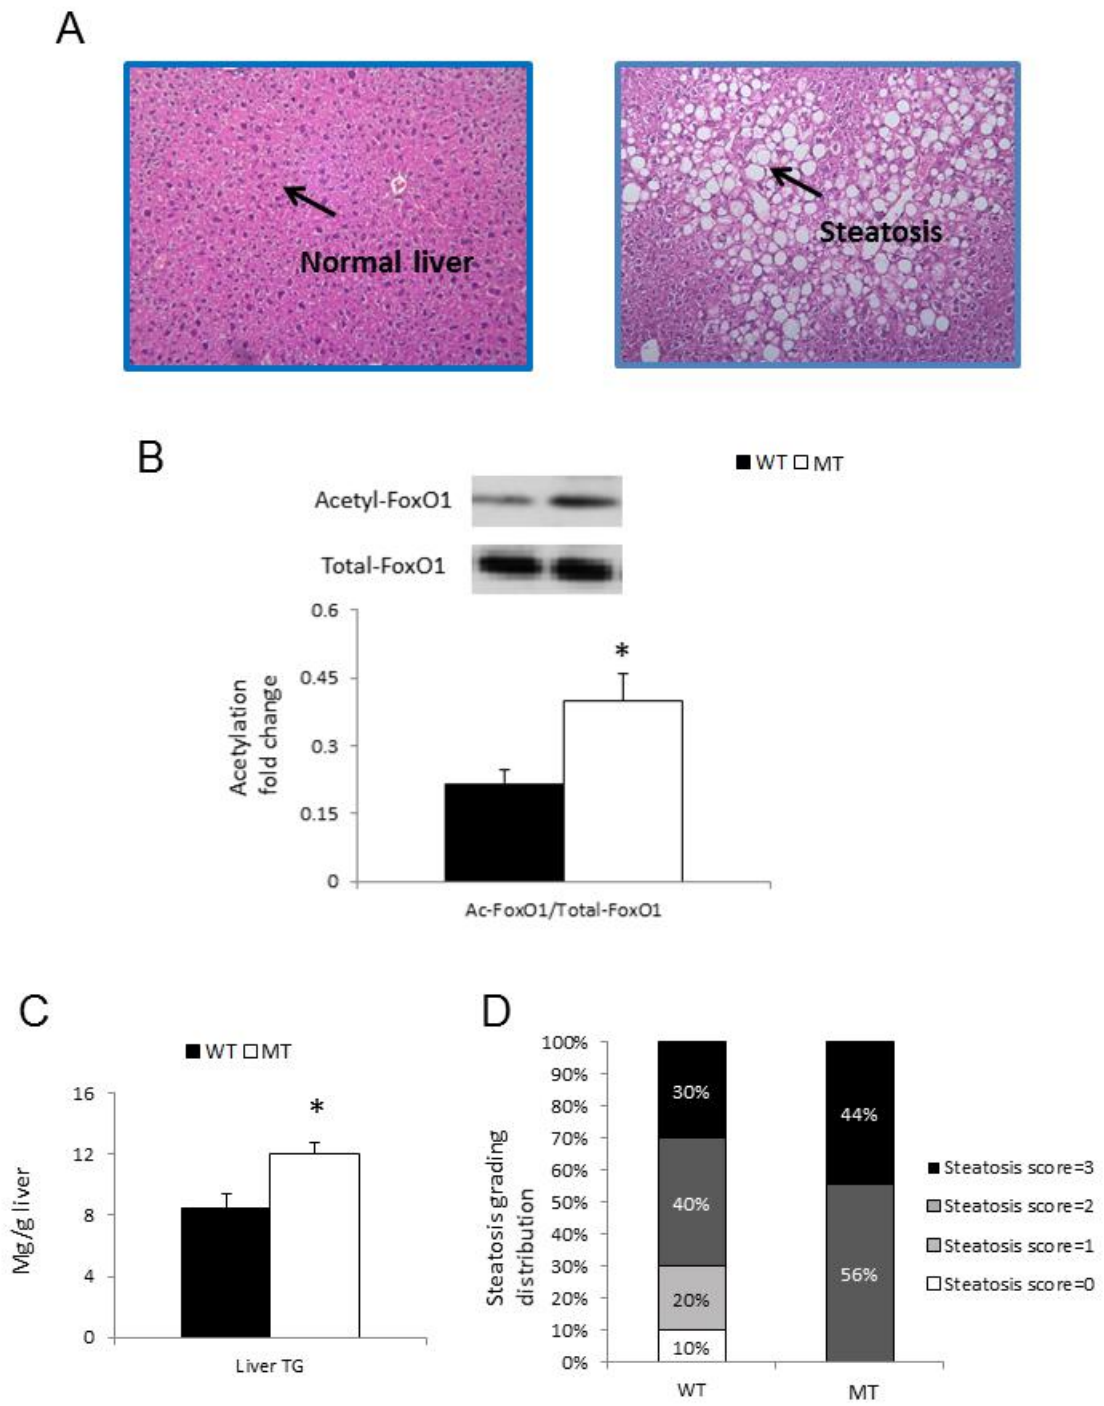 A
Normal liver
Steatosis
B
WT MT
Acetyl-FoxO1
Total-FoxO1
0.6
0.45
0.3
0.15
0
Acetylation
fold change
*
Ac-FoxO1/Total-FoxO1
C
WT MT
16
12
8
4
0
Mg/g liver
*
Liver TG
D
100%
90%
80%
70%
60%
50%
40%
30%
20%
10%
0%
Steatosis grading
distribution
30%
40%
20%
10%
44%
56%
WT
MT
Steatosis score=3
Steatosis score=2
Steatosis score=1
Steatosis score=0